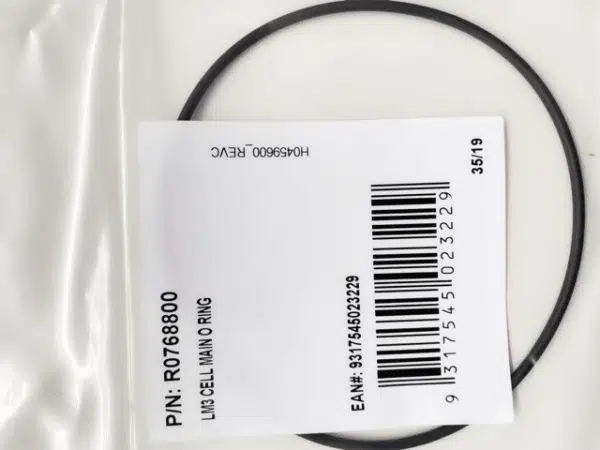 P/N: R0768800
LM3 CELL MAIN O RING
EAN#: 9317545023229
9 317545 023229
35/19
H0459600_REVC